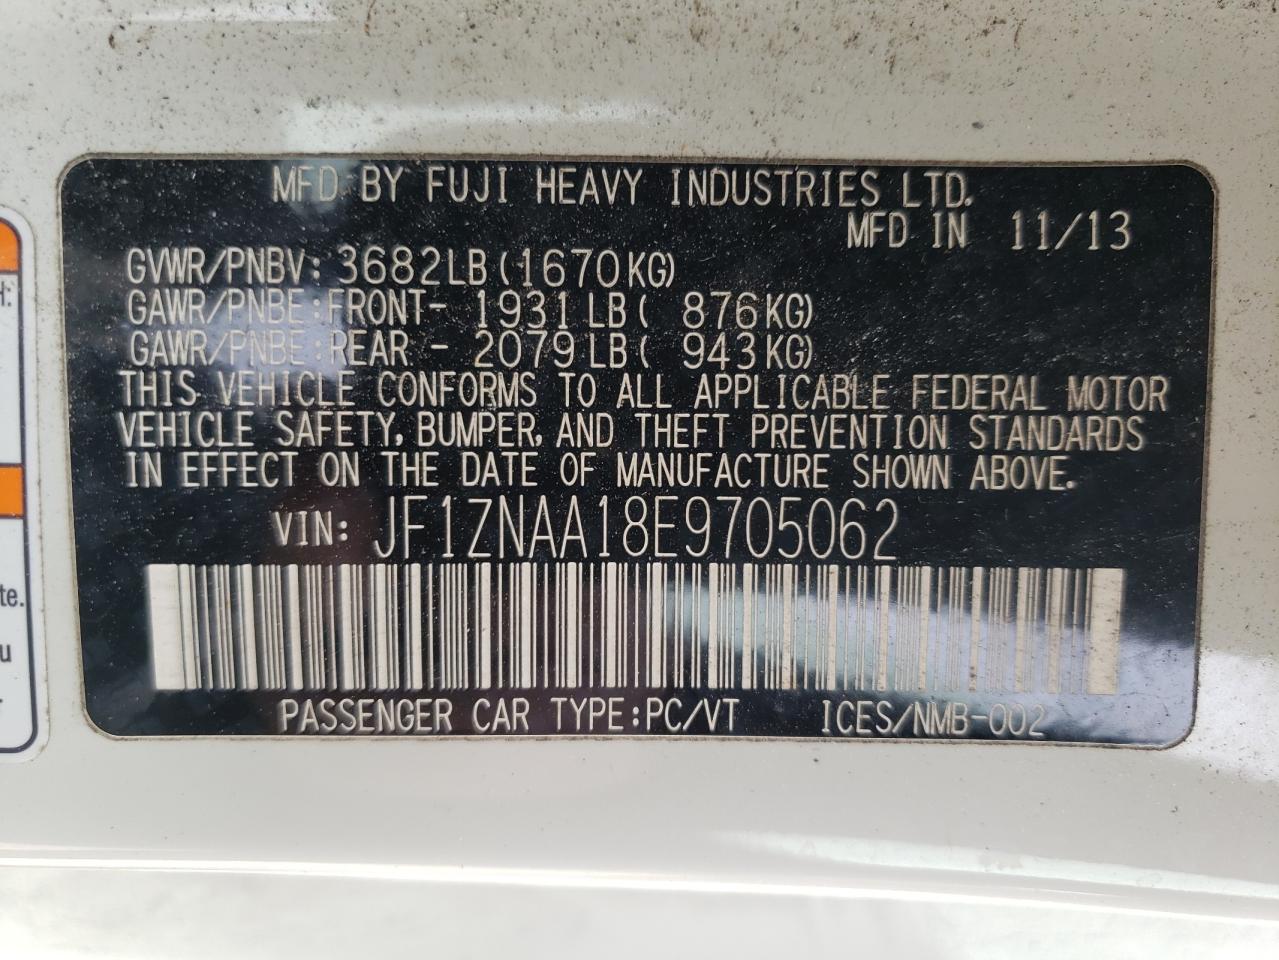 MFD BY FUJI HEAVY INDUSTRIES LTD.
MFD IN 11/13
GVWR/PNBV: 3682LB(1670KG)
GAWR/PNBE:FRONT- 1931LB( 876KG)
GAWR/PNBE:REAR - 2079LB( 943KG)
THIS VEHICLE CONFORMS TO ALL APPLICABLE FEDERAL MOTOR
VEHICLE SAFETY, BUMPER, AND THEFT PREVENTION STANDARDS
IN EFFECT ON THE DATE OF MANUFACTURE SHOWN ABOVE.
VIN: JF1ZNAA18E9705062
PASSENGER CAR TYPE:PC/VT ICES/NMB-002
H:
te.
u